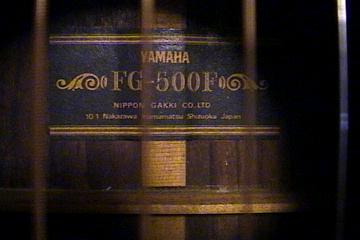 YAMAHA
FG-500F
NIPPON GAKKI CO.LTD
10 1 Nakazawa Hamamatsu Shizuoka Japan